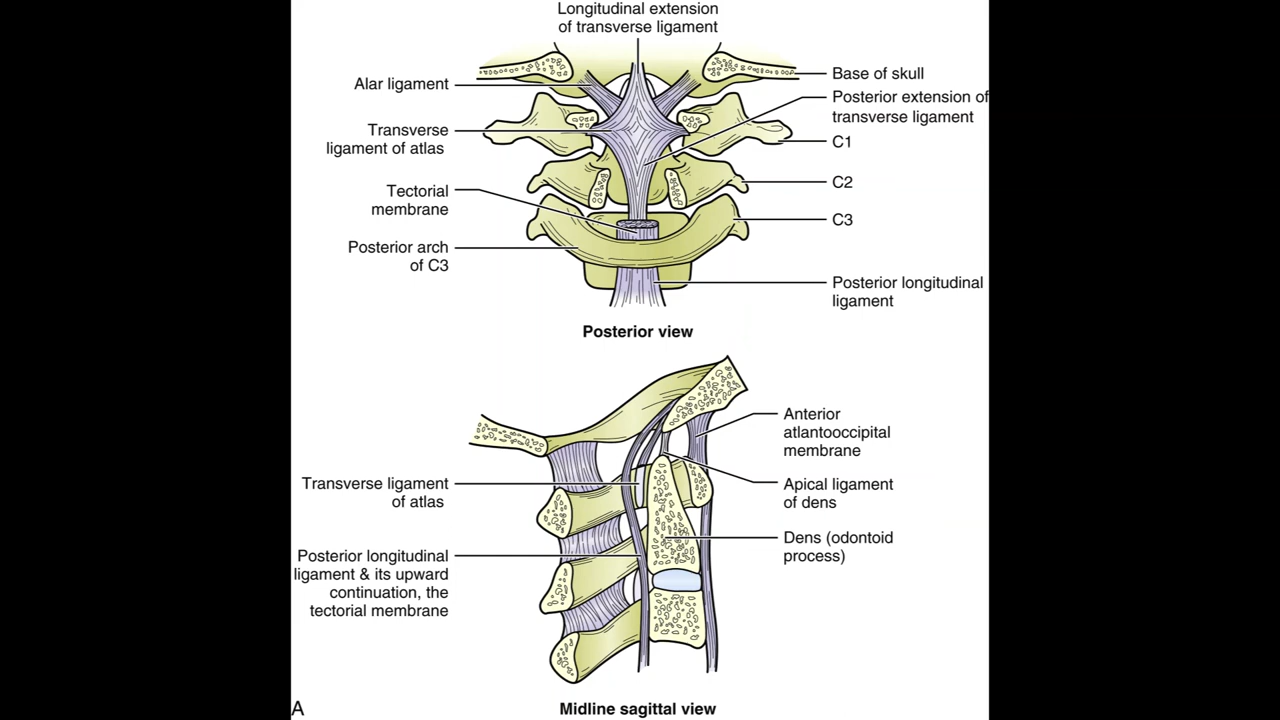 Longitudinal extension
of transverse ligament
Alar ligament
Base of skull
Posterior extension of
transverse ligament
Transverse
ligament of atlas
C1
Tectorial
membrane
C2
C3
Posterior arch
of C3
Posterior longitudinal
ligament
Posterior view
Anterior
atlantooccipital
membrane
Transverse ligament
of atlas
Apical ligament
of dens
Dens (odontoid
process)
Posterior longitudinal
ligament & its upward
continuation, the
tectorial membrane
A
Midline sagittal view